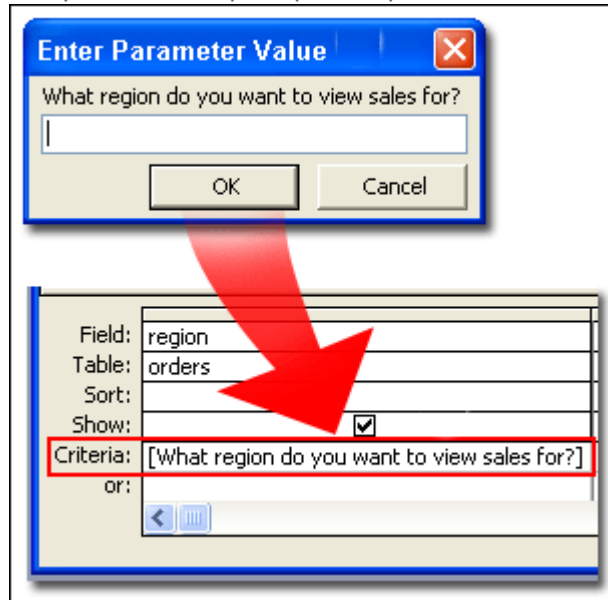 Enter Parameter Value
What region do you want to view sales for?
OK Cancel
Field: region
Table: orders
Sort:
Show:
Criteria: [What region do you want to view sales for?]
or: